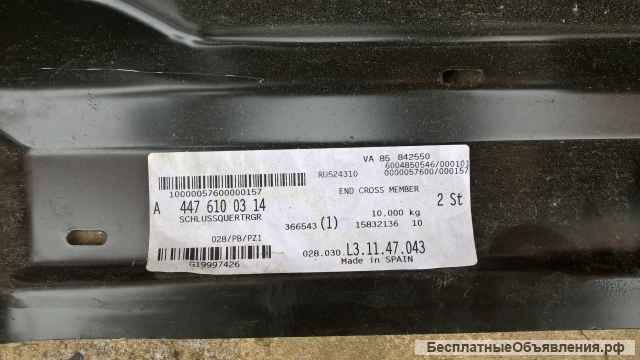 VA 85 842550
6004850546/000101
RU524310 0000057600/000157
10000057600000157
END CROSS MEMBER
A 447 610 03 14
2 St
SCHLUSSQUERTRGR
10.000 kg
366543 (1) 15832136 10
028/PB/PZ1
028.030. L3.11.47.043
Made in SPAIN
G19997426
БесплатныеОбъявления.рф